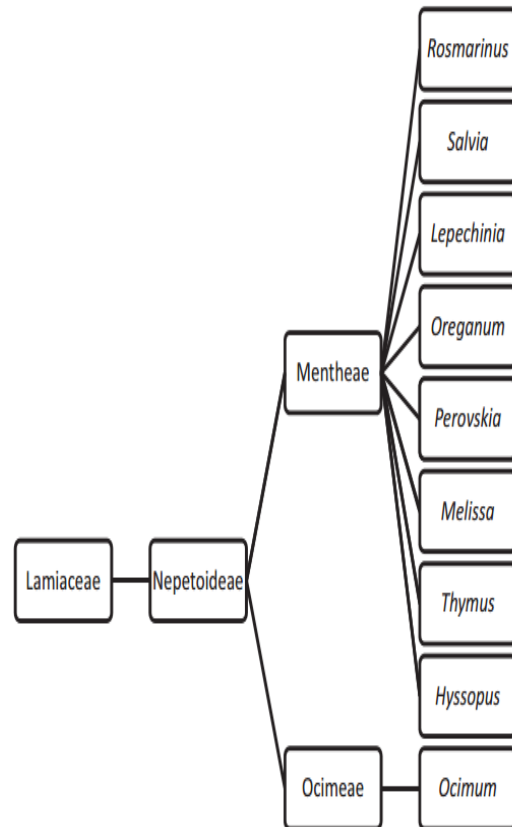 Rosmarinus
Salvia
Lepechinia
Oreganum
Mentheae
Perovskia
Melissa
Lamiaceae
Nepetoideae
Thymus
Hyssopus
Ocimeae
Ocimum